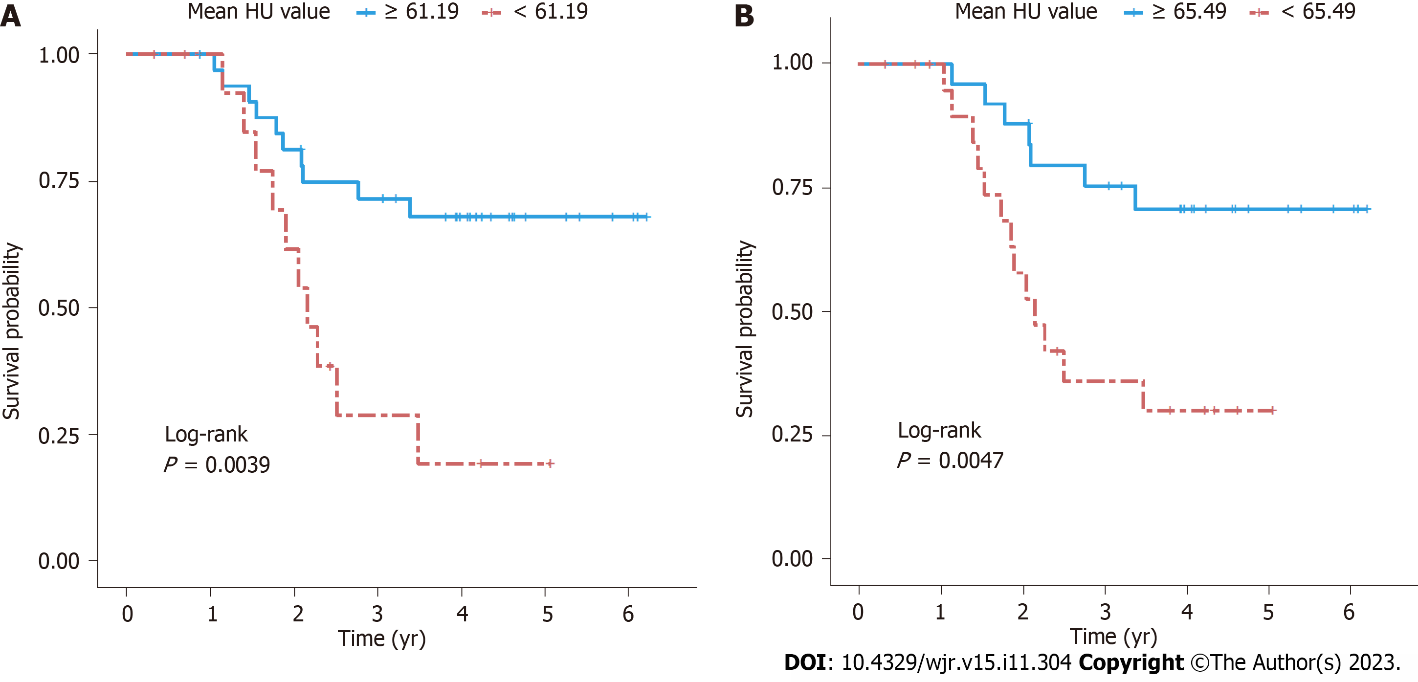 A
Mean HU value ≥ 61.19 < 61.19
1.00
0.75
0.50
0.25
0.00
Survival probability
Log-rank
P = 0.0039
0 1 2 3 4 5 6
Time (yr)
B
Mean HU value ≥ 65.49 < 65.49
1.00
0.75
0.50
0.25
0.00
Survival probability
Log-rank
P = 0.0047
0 1 2 3 4 5 6
Time (yr)
DOI: 10.4329/wjr.v15.i11.304 Copyright ©The Author(s) 2023.